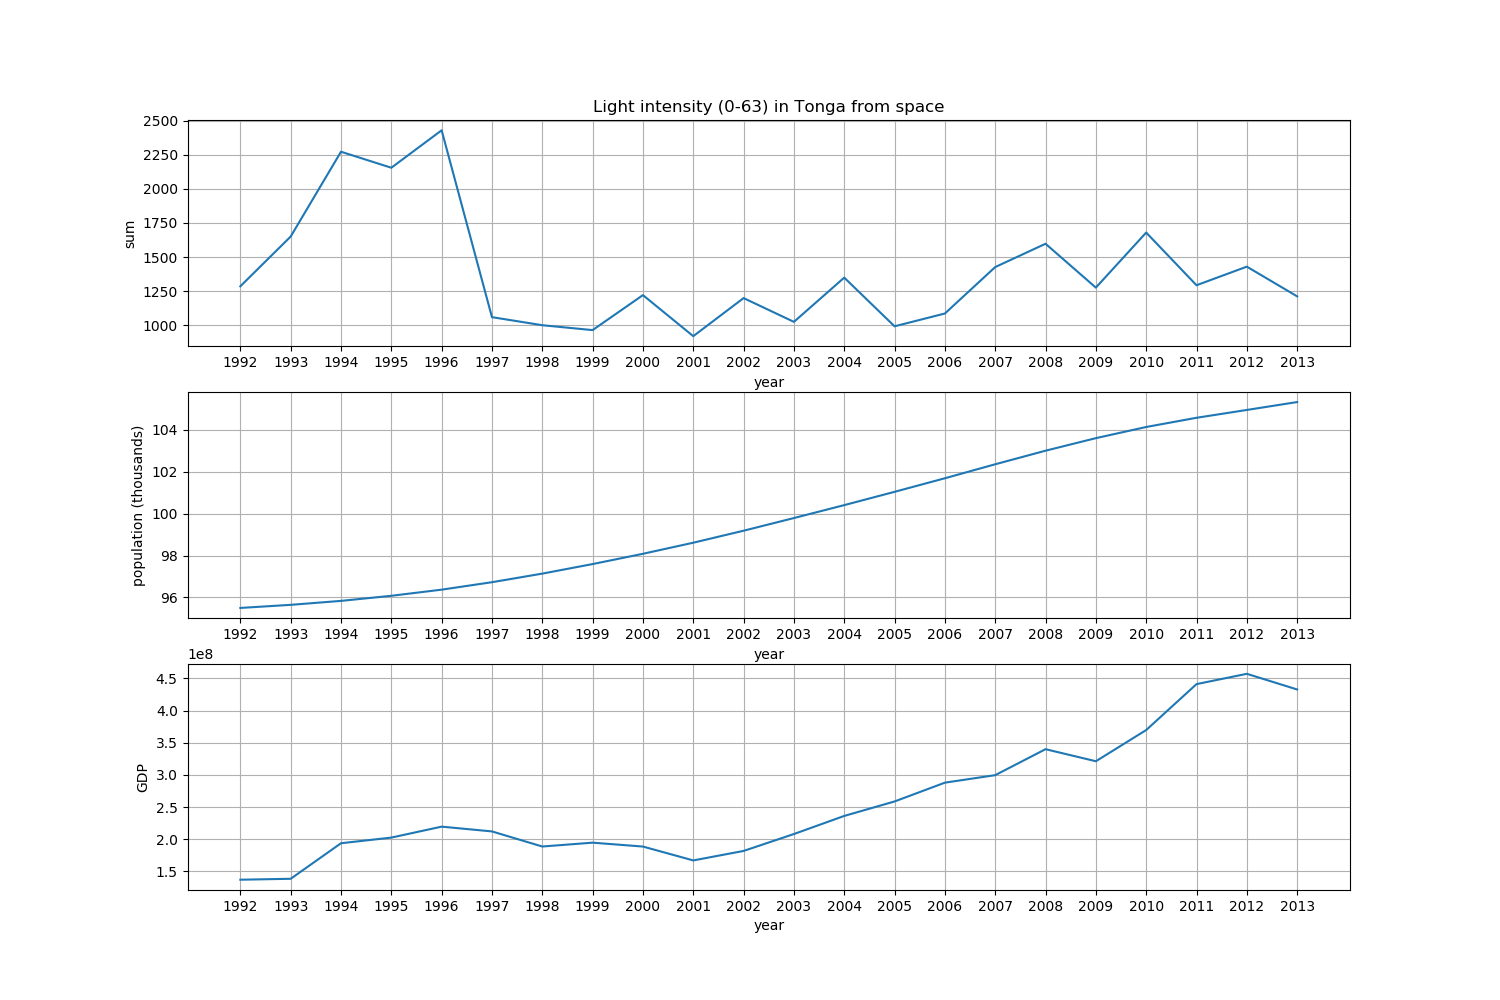 Light intensity (0-63) in Tonga from space
2500
2250
2000
1750
1500
1250
1000
sum
1992 1993 1994 1995 1996 1997 1998 1999 2000 2001 2002 2003 2004 2005 2006 2007 2008 2009 2010 2011 2012 2013
year
104
102
100
98
96
population (thousands)
1992 1993 1994 1995 1996 1997 1998 1999 2000 2001 2002 2003 2004 2005 2006 2007 2008 2009 2010 2011 2012 2013
year
1e8
4.5
4.0
3.5
3.0
2.5
2.0
1.5
GDP
1992 1993 1994 1995 1996 1997 1998 1999 2000 2001 2002 2003 2004 2005 2006 2007 2008 2009 2010 2011 2012 2013
year